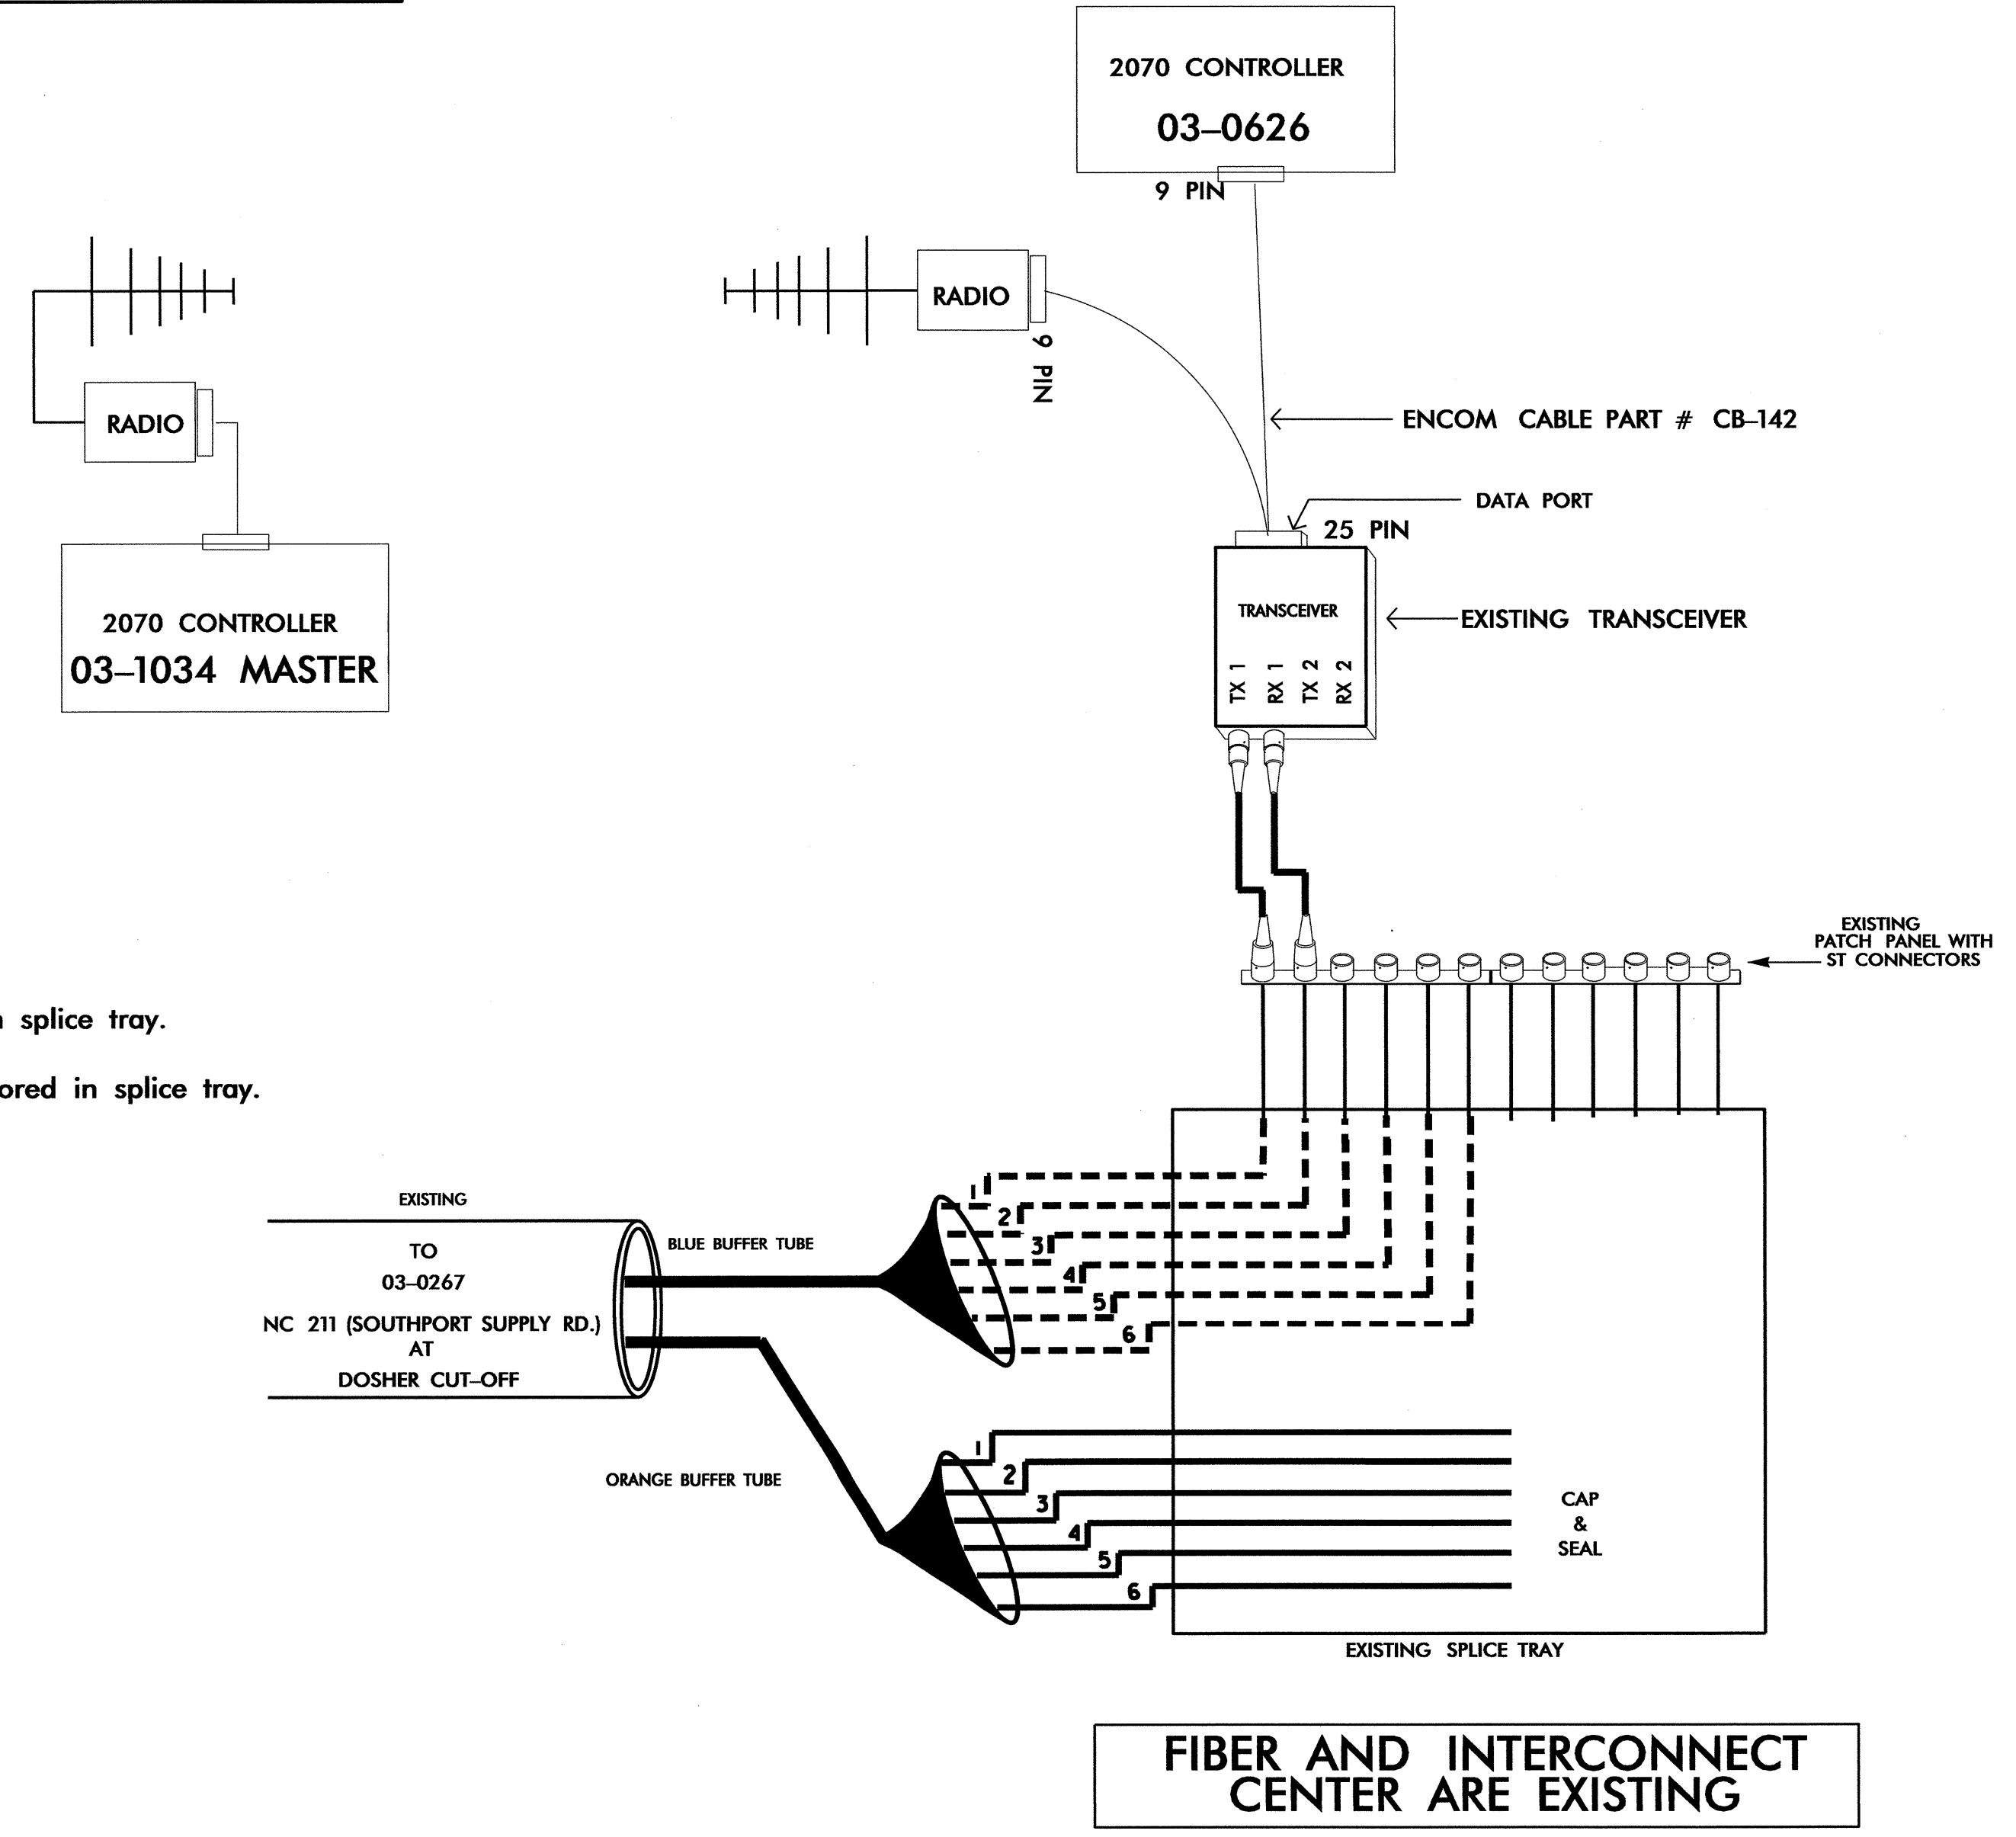 2070 CONTROLLER
03–0626
9 PIN
RADIO
9 PIN
ENCOM CABLE PART # CB–142
DATA PORT
25 PIN
RADIO
TRANSCEIVER
EXISTING TRANSCEIVER
TX 1
RX 1
TX 2
RX 2
2070 CONTROLLER
03–1034 MASTER
EXISTING
PATCH PANEL WITH
ST CONNECTORS
splice tray.
ored in splice tray.
EXISTING
TO
03–0267
NC 211 (SOUTHPORT SUPPLY RD.)
AT
DOSHER CUT–OFF
BLUE BUFFER TUBE
1
2
3
4
5
6
ORANGE BUFFER TUBE
1
2
3
4
5
6
CAP
&
SEAL
EXISTING SPLICE TRAY
FIBER AND INTERCONNECT
CENTER ARE EXISTING